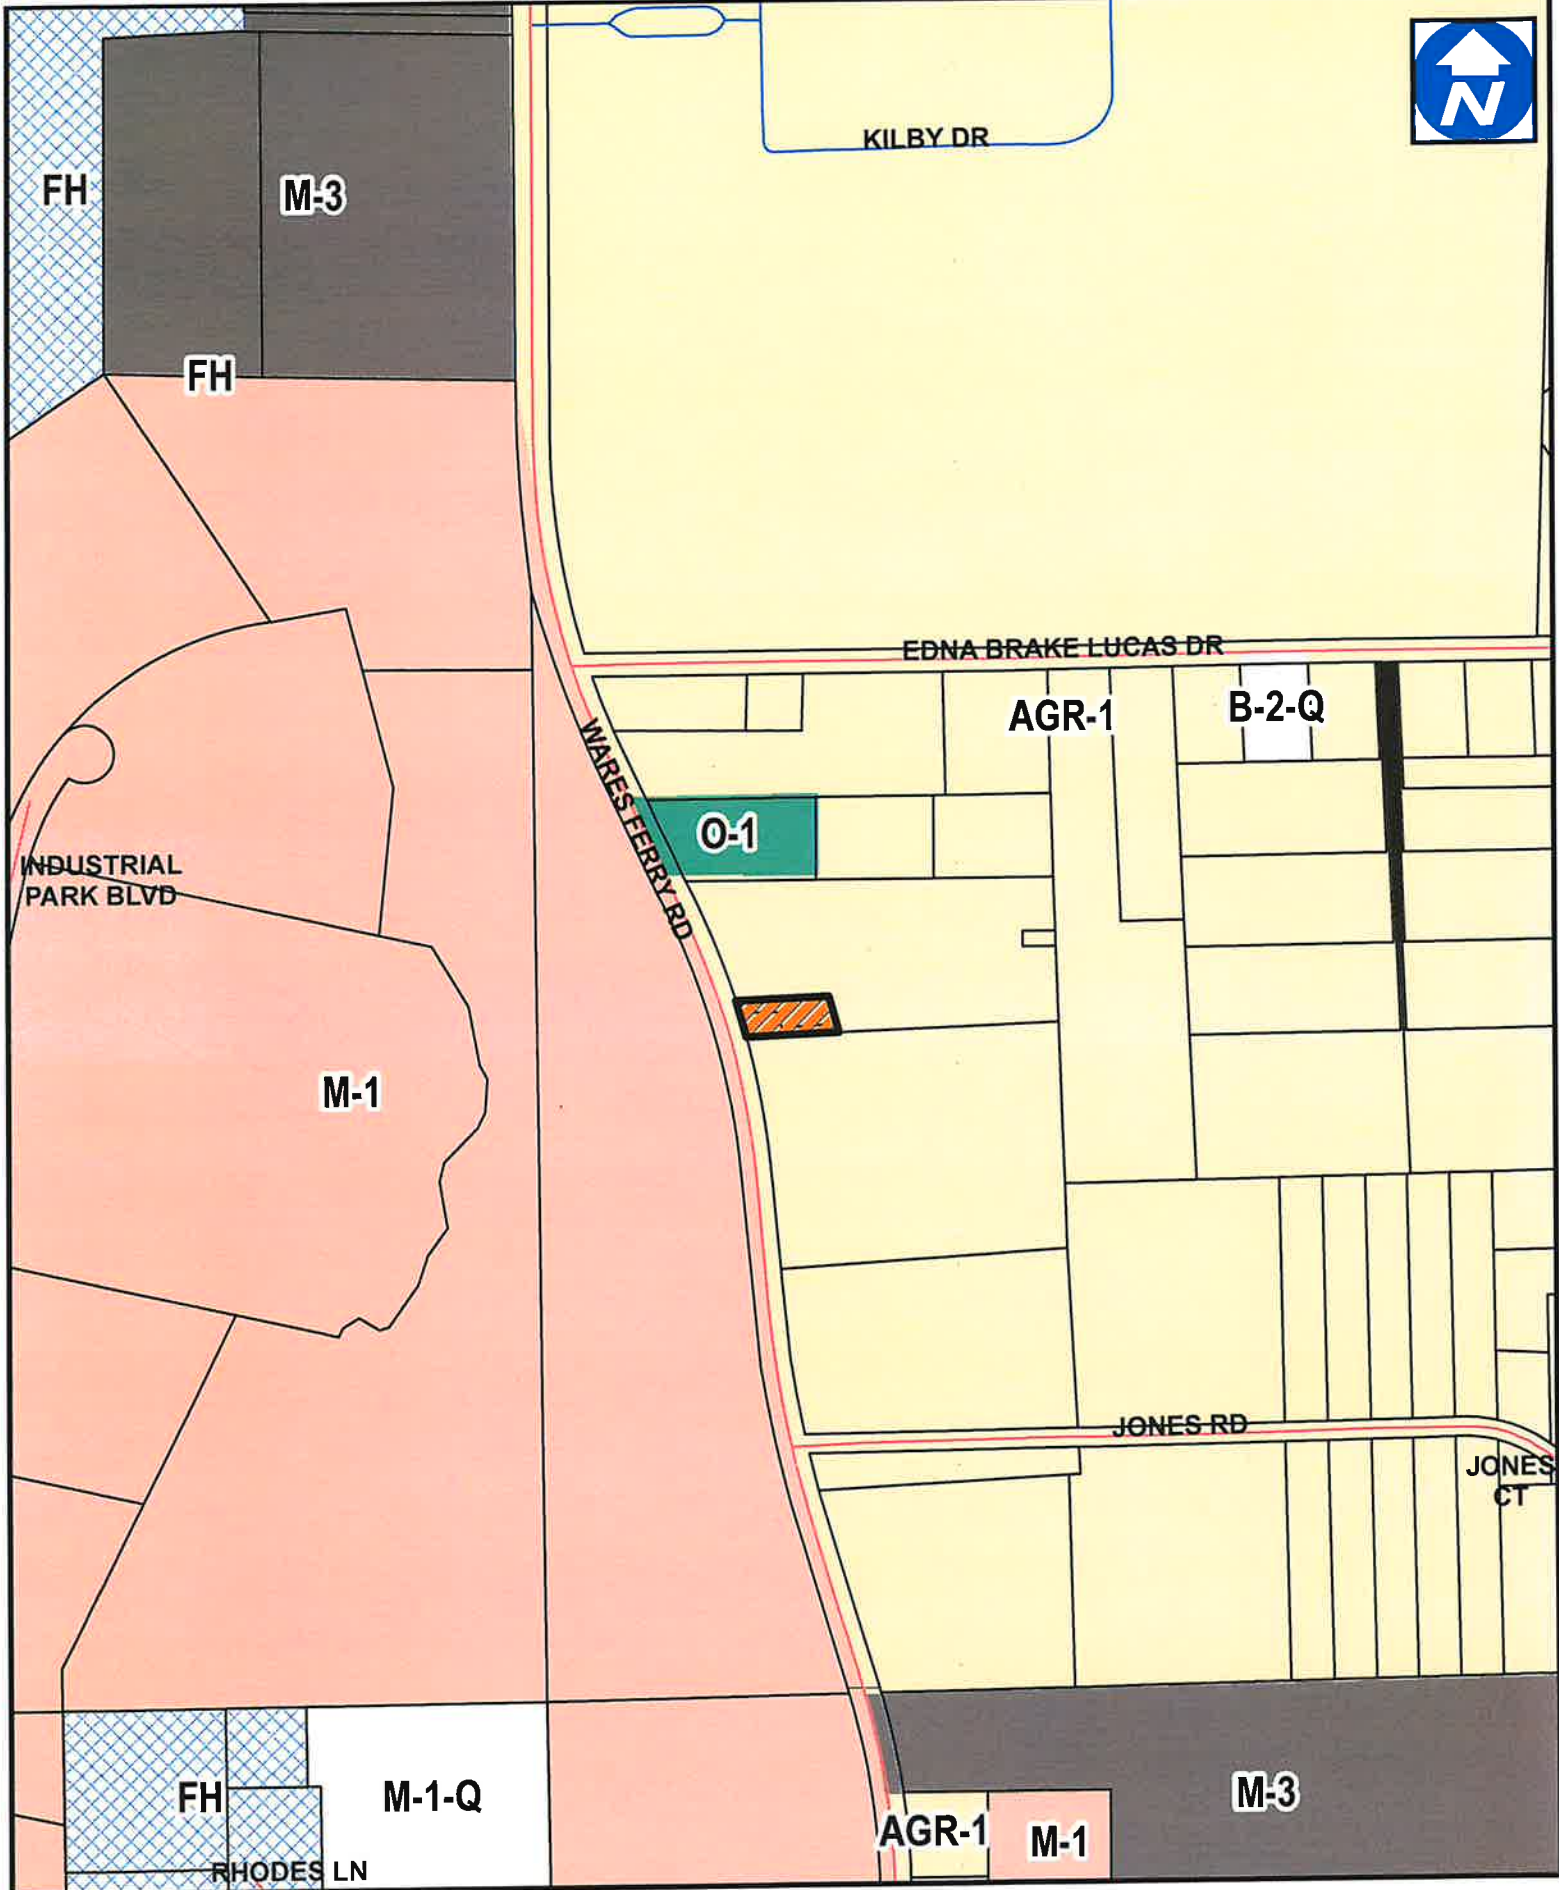 N
KILBY DR
FH
M-3
FH
EDNA BRAKE LUCAS DR
AGR-1
B-2-Q
WARES FERRY RD
O-1
INDUSTRIAL
PARK BLVD
M-1
JONES RD
JONES
CT
FH
M-1-Q
M-3
AGR-1
M-1
RHODES LN